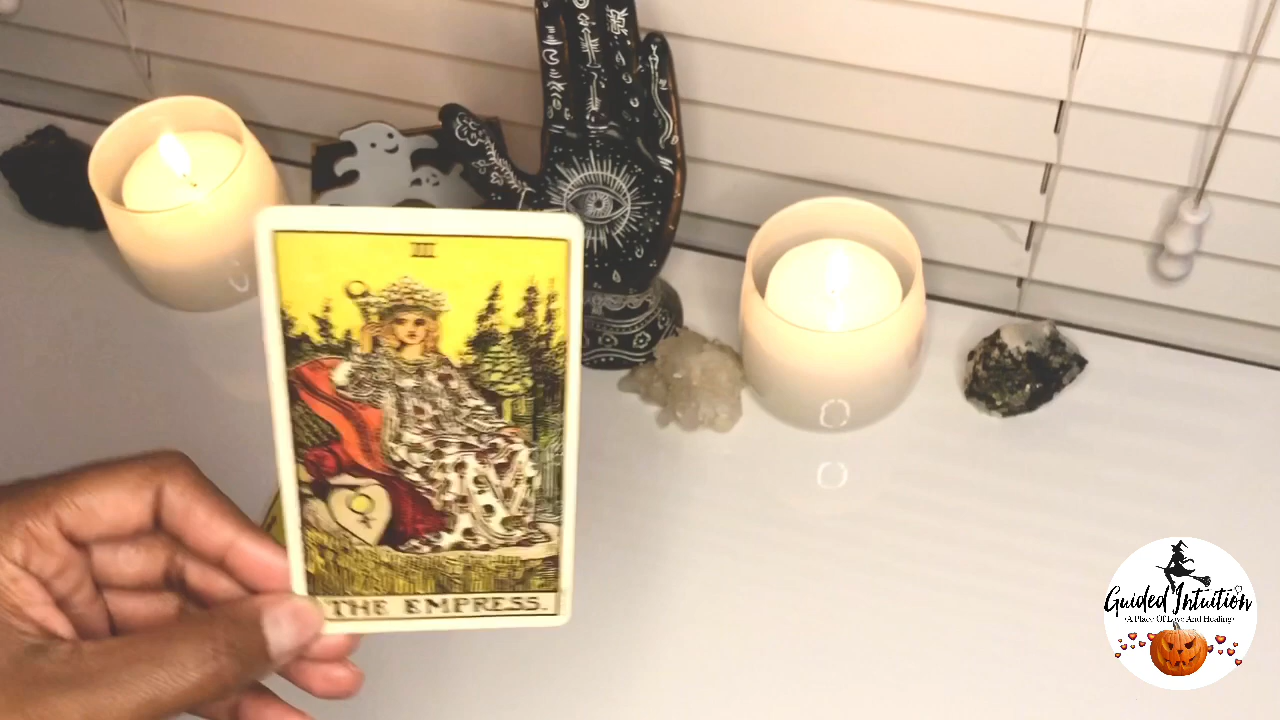 III
THE EMPRESS.
Guided Intuition
•A Place Of Love And Healing•